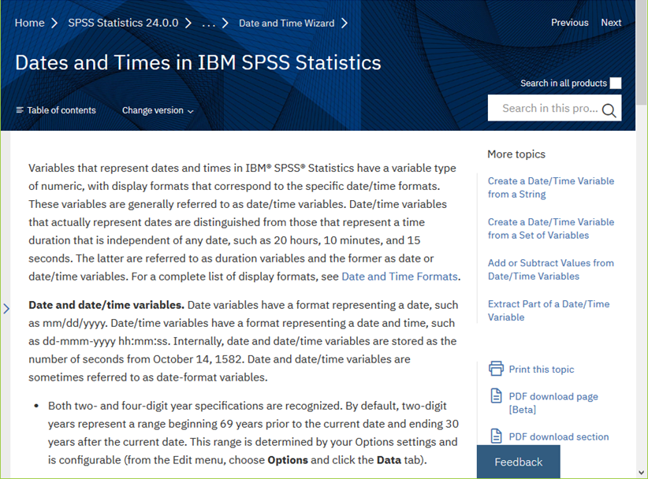 Home > SPSS Statistics 24.0.0 > ... > Date and Time Wizard >
Previous Next
Dates and Times in IBM SPSS Statistics
Search in all products
Table of contents Change version
Search in this pro...
Variables that represent dates and times in IBM® SPSS® Statistics have a variable type
of numeric, with display formats that correspond to the specific date/time formats.
These variables are generally referred to as date/time variables. Date/time variables
that actually represent dates are distinguished from those that represent a time
duration that is independent of any date, such as 20 hours, 10 minutes, and 15
seconds. The latter are referred to as duration variables and the former as date or
date/time variables. For a complete list of display formats, see Date and Time Formats.
Date and date/time variables. Date variables have a format representing a date, such
as mm/dd/yyyy. Date/time variables have a format representing a date and time, such
as dd-mmm-yyyy hh:mm:ss. Internally, date and date/time variables are stored as the
number of seconds from October 14, 1582. Date and date/time variables are
sometimes referred to as date-format variables.
• Both two- and four-digit year specifications are recognized. By default, two-digit
years represent a range beginning 69 years prior to the current date and ending 30
years after the current date. This range is determined by your Options settings and
is configurable (from the Edit menu, choose Options and click the Data tab).
More topics
Create a Date/Time Variable
from a String
Create a Date/Time Variable
from a Set of Variables
Add or Subtract Values from
Date/Time Variables
Extract Part of a Date/Time
Variable
Print this topic
PDF download page
[Beta]
PDF download section
Feedback